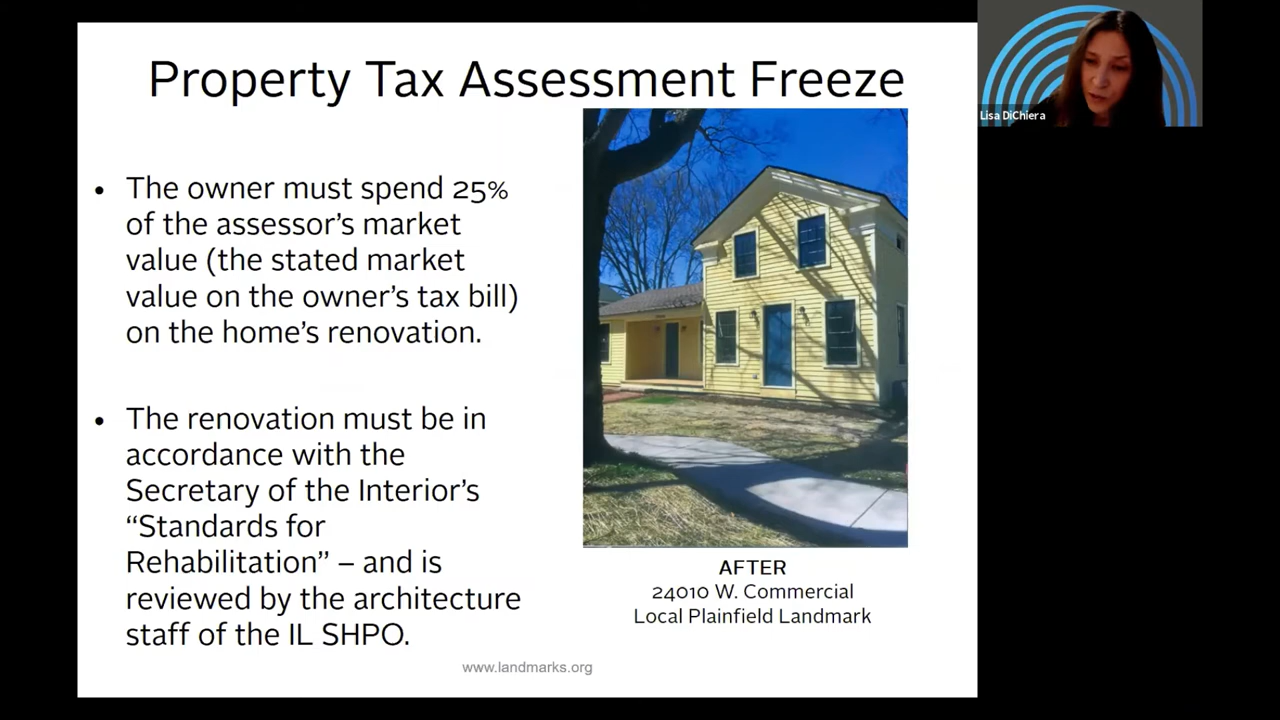 Property Tax Assessment Freeze
• The owner must spend 25%
of the assessor's market
value (the stated market
value on the owner's tax bill)
on the home's renovation.
• The renovation must be in
accordance with the
Secretary of the Interior's
“Standards for
Rehabilitation” – and is
reviewed by the architecture
staff of the IL SHPO.
AFTER
24010 W. Commercial
Local Plainfield Landmark
www.landmarks.org
Lisa DiChiera